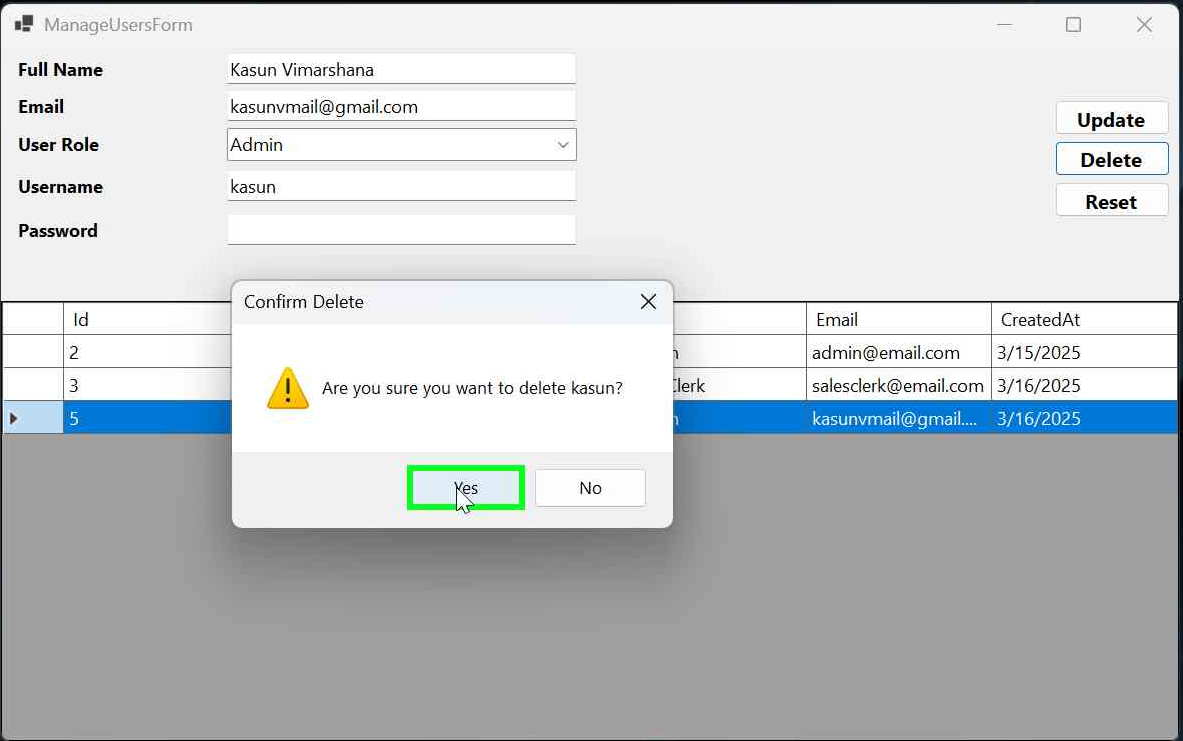 ManageUsersForm
Full Name Kasun Vimarshana
Email kasunvmail@gmail.com
User Role Admin
Username kasun
Password
Update
Delete
Reset
Confirm Delete
Are you sure you want to delete kasun?
Yes No
Id Email CreatedAt
2 admin@email.com 3/15/2025
3 salesclerk@email.com 3/16/2025
5 kasunvmail@gmail.... 3/16/2025